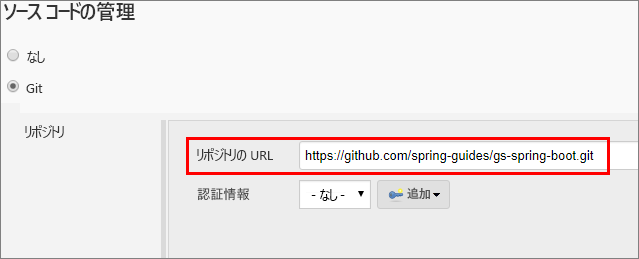 ソース コードの管理
なし
Git
リポジトリ
リポジトリの URL https://github.com/spring-guides/gs-spring-boot.git
認証情報 - なし - 追加